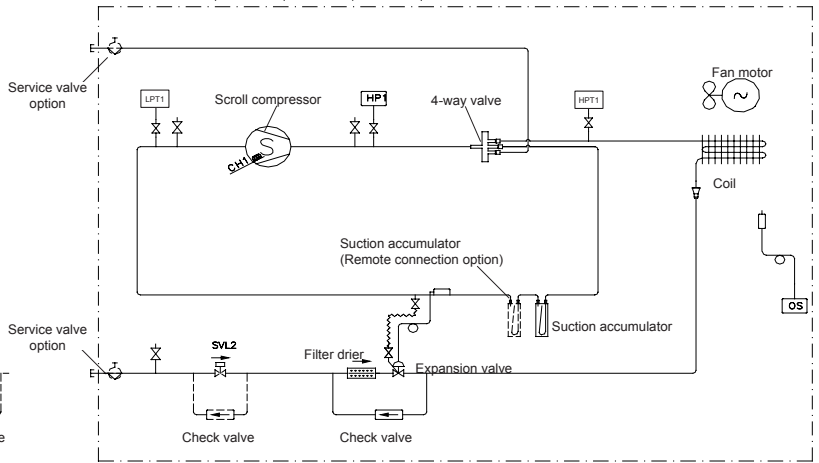 Service valve
option
LPT1
Scroll compressor
HP1
4-way valve
HPT1
Fan motor
S
CH1
Coil
Suction accumulator
(Remote connection option)
OS
Suction accumulator
Service valve
option
SVL2
Filter drier
Expansion valve
e
Check valve
Check valve